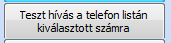 Teszt hívás a telefon listán
kiválasztott számra